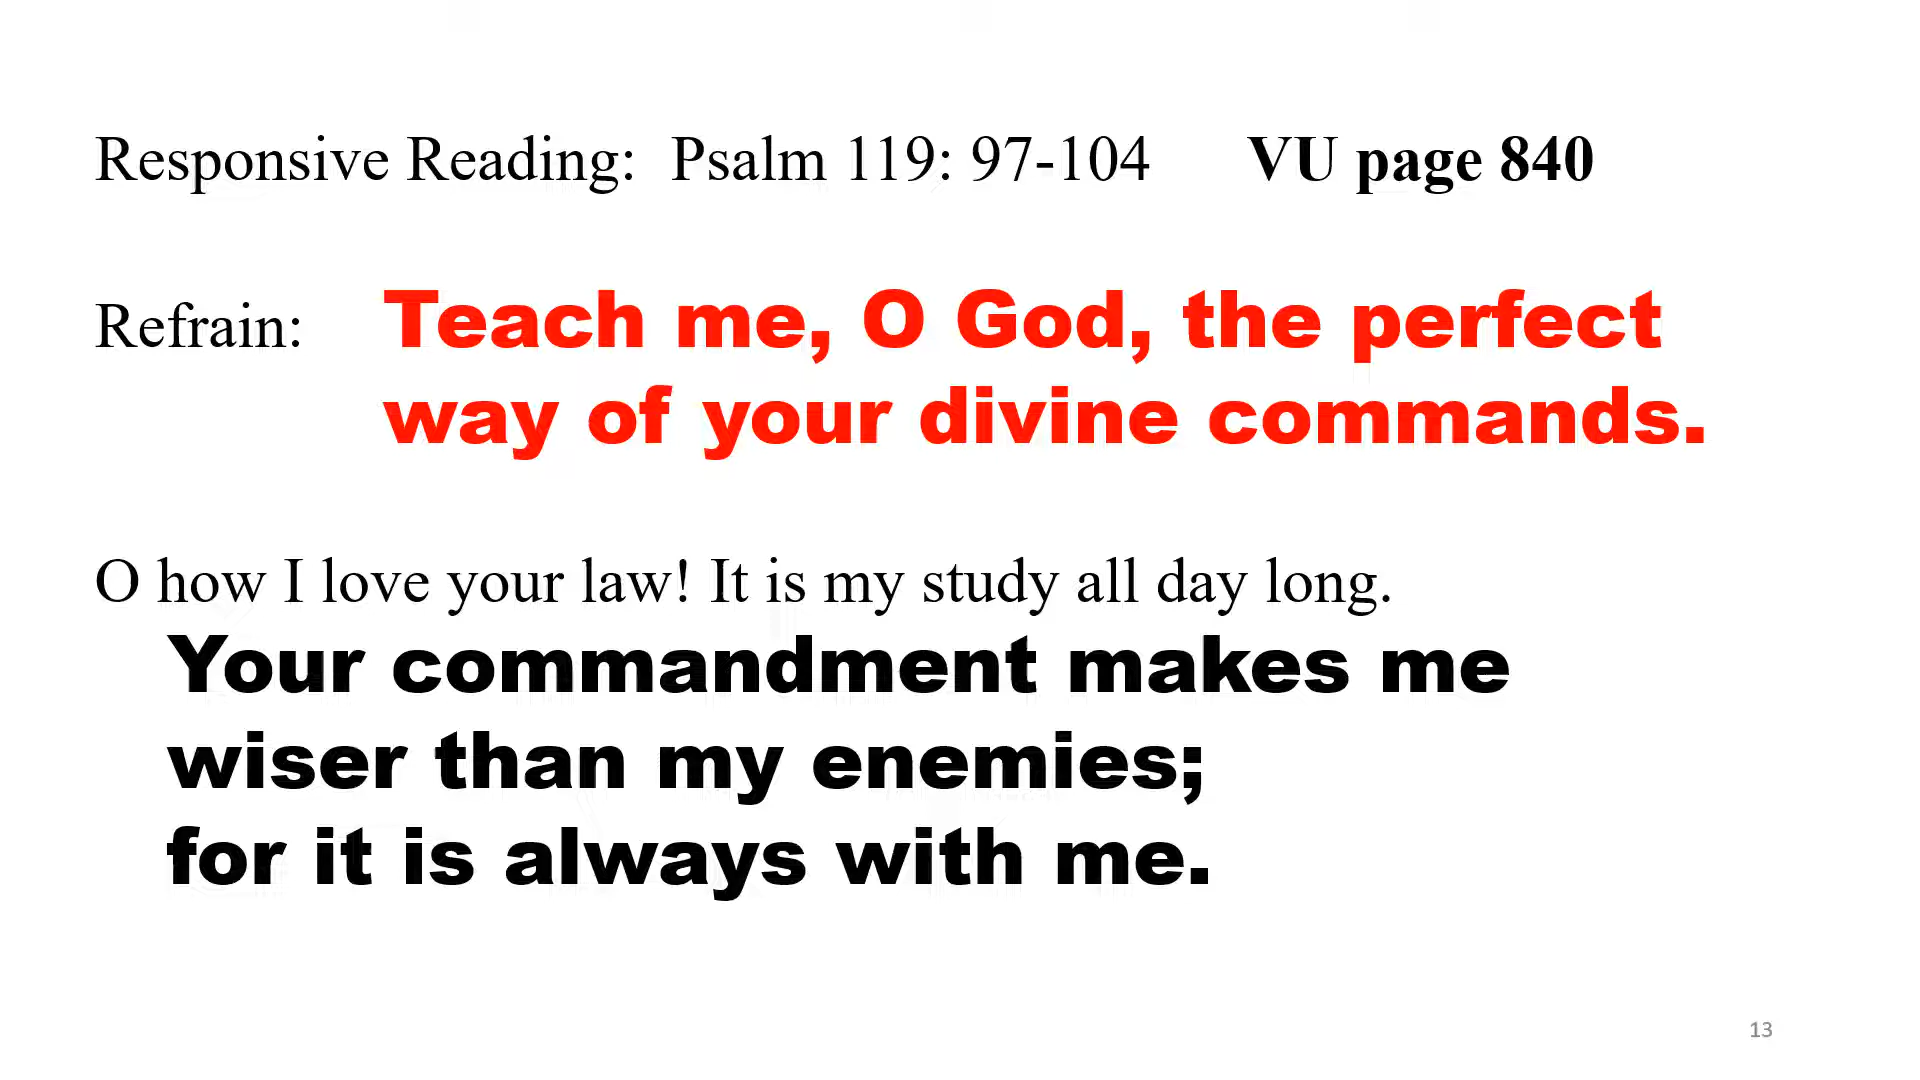 Responsive Reading: Psalm 119: 97-104 VU page 840
Refrain: Teach me, O God, the perfect
way of your divine commands.
O how I love your law! It is my study all day long.
Your commandment makes me
wiser than my enemies;
for it is always with me.
13